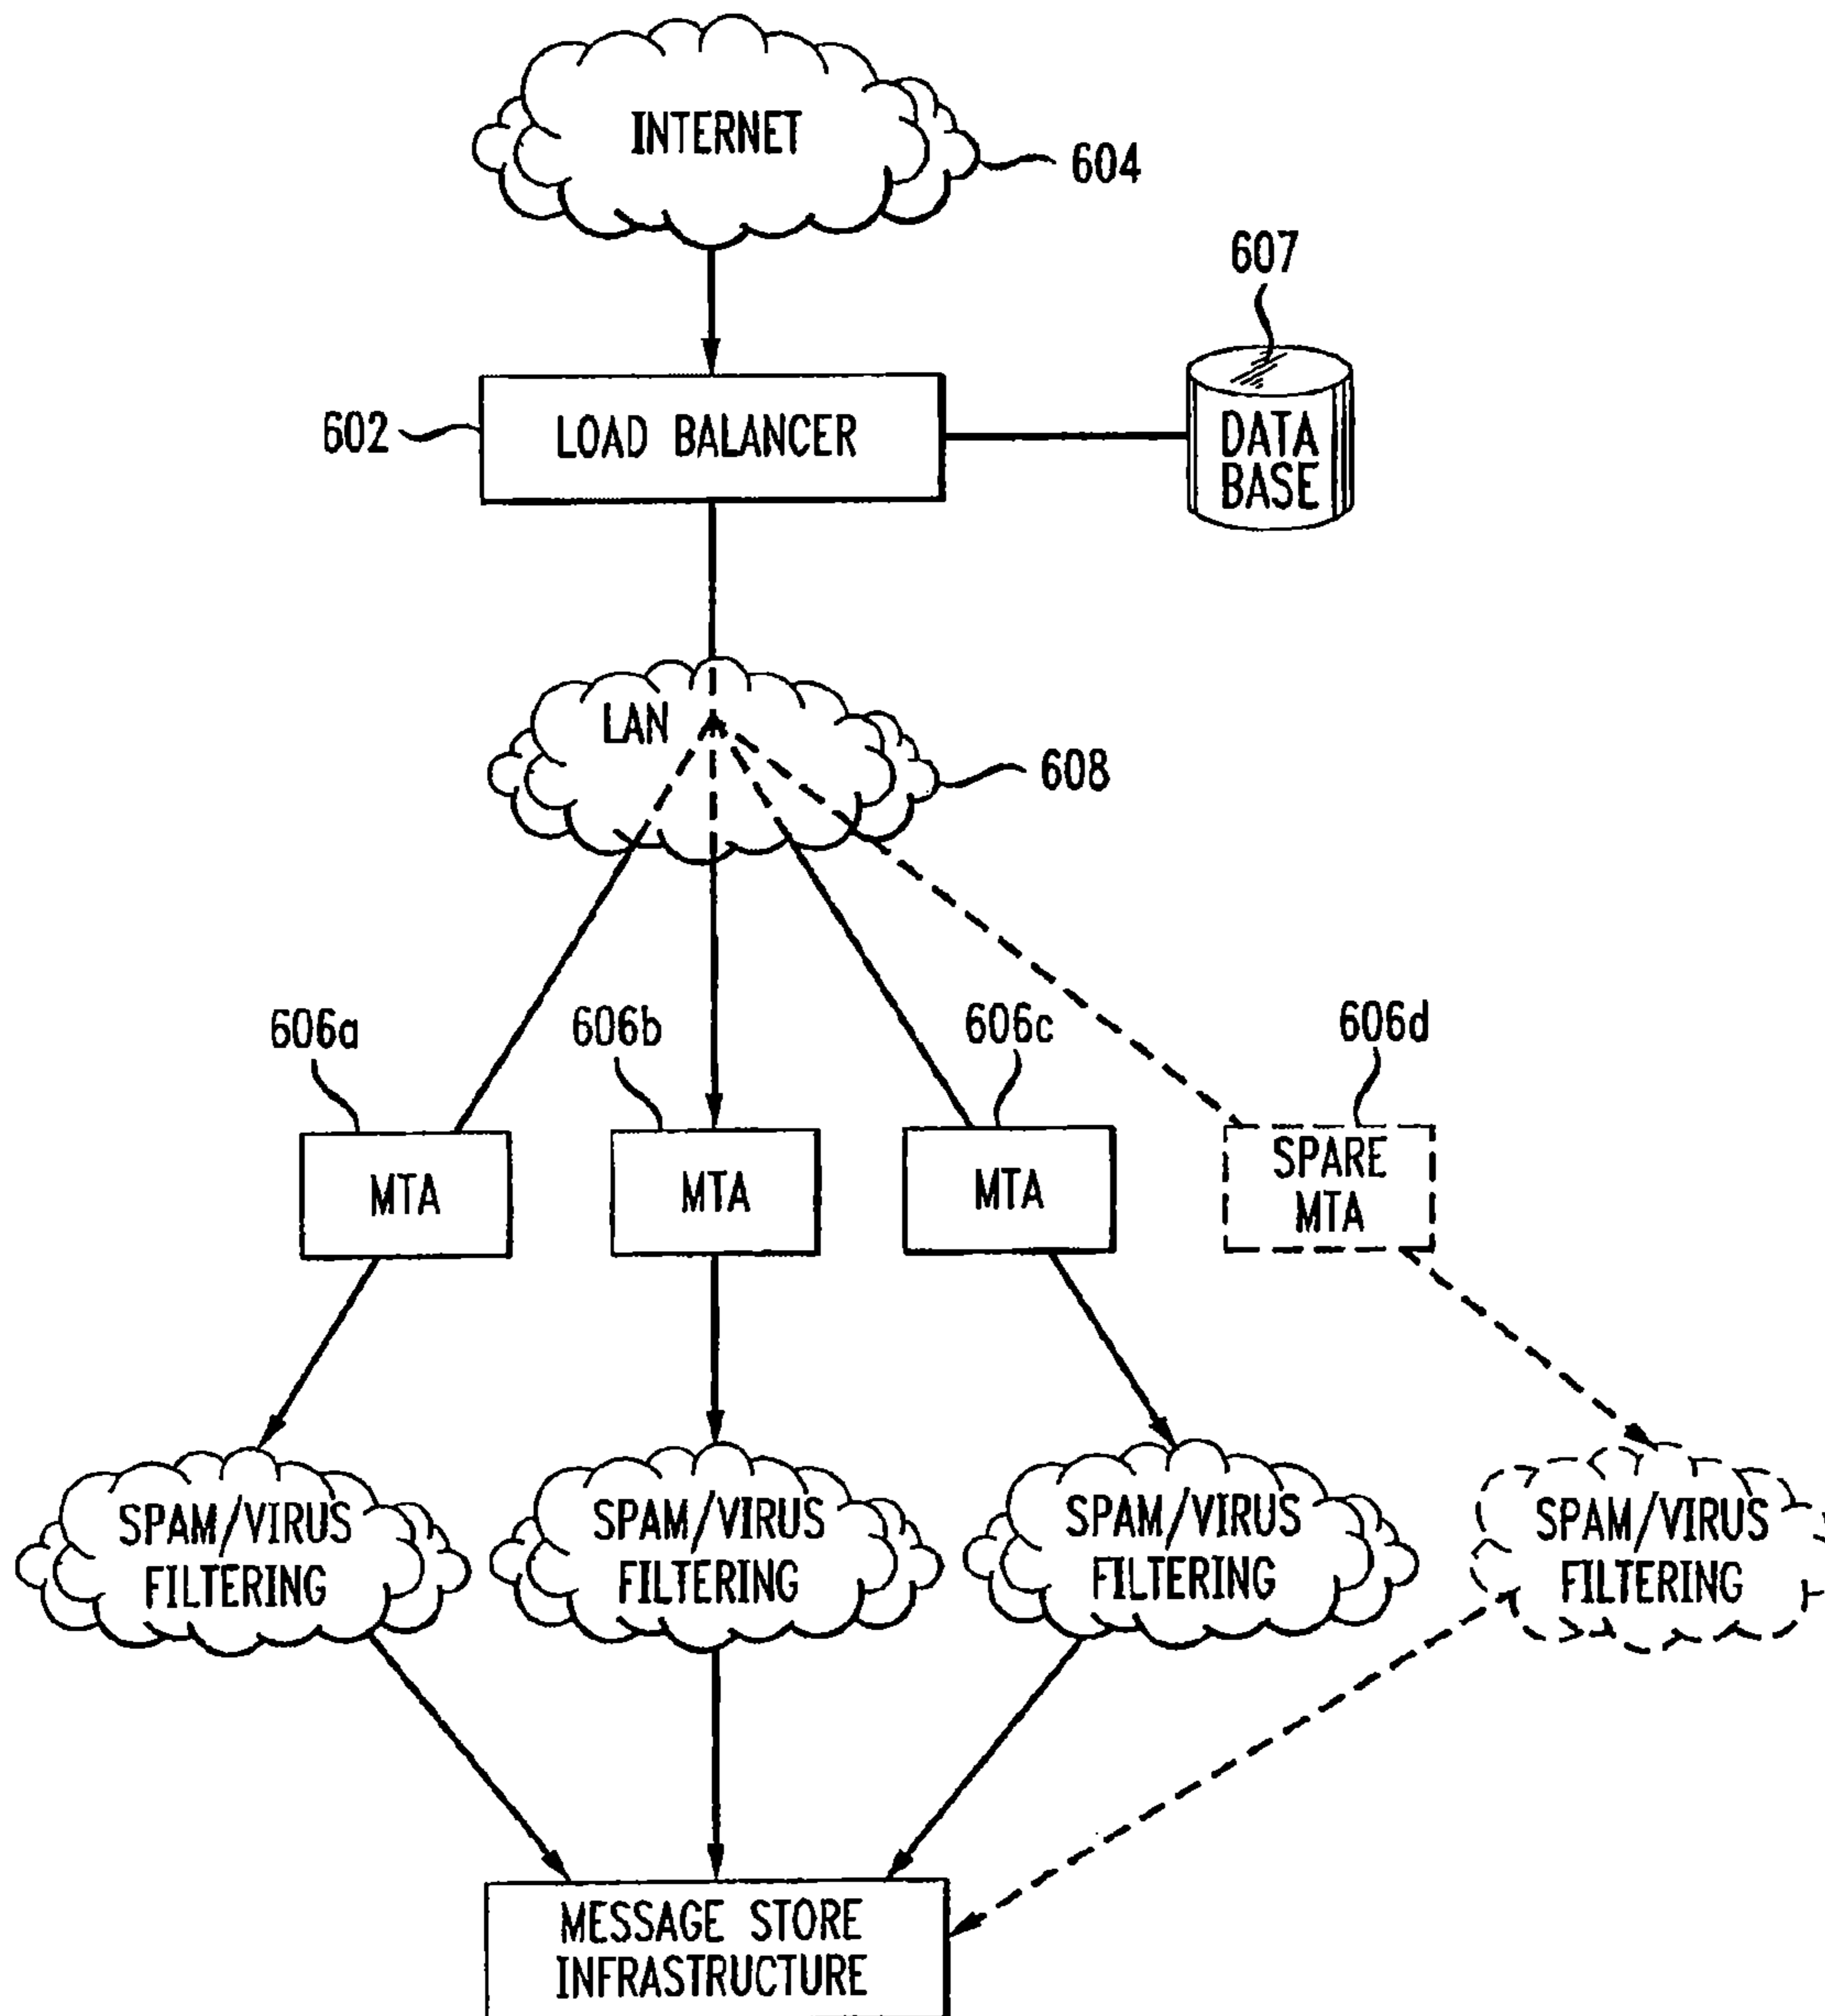 INTERNET
604
607
602
LOAD BALANCER
DATA
BASE
LAN
608
606a
606b
606c
606d
MTA
MTA
MTA
SPARE
MTA
SPAM/VIRUS
FILTERING
SPAM/VIRUS
FILTERING
SPAM/VIRUS
FILTERING
SPAM/VIRUS
FILTERING
MESSAGE STORE
INFRASTRUCTURE